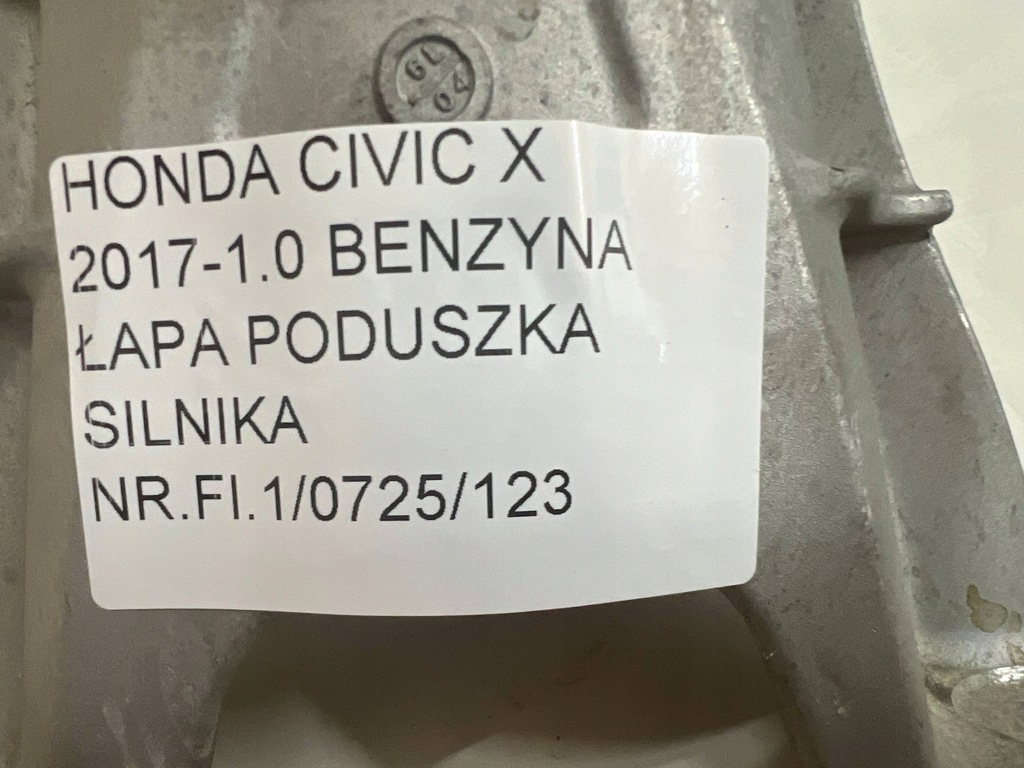 HONDA CIVIC X
2017-1.0 BENZYNA
ŁAPA PODUSZKA
SILNIKA
NR.FI.1/0725/123